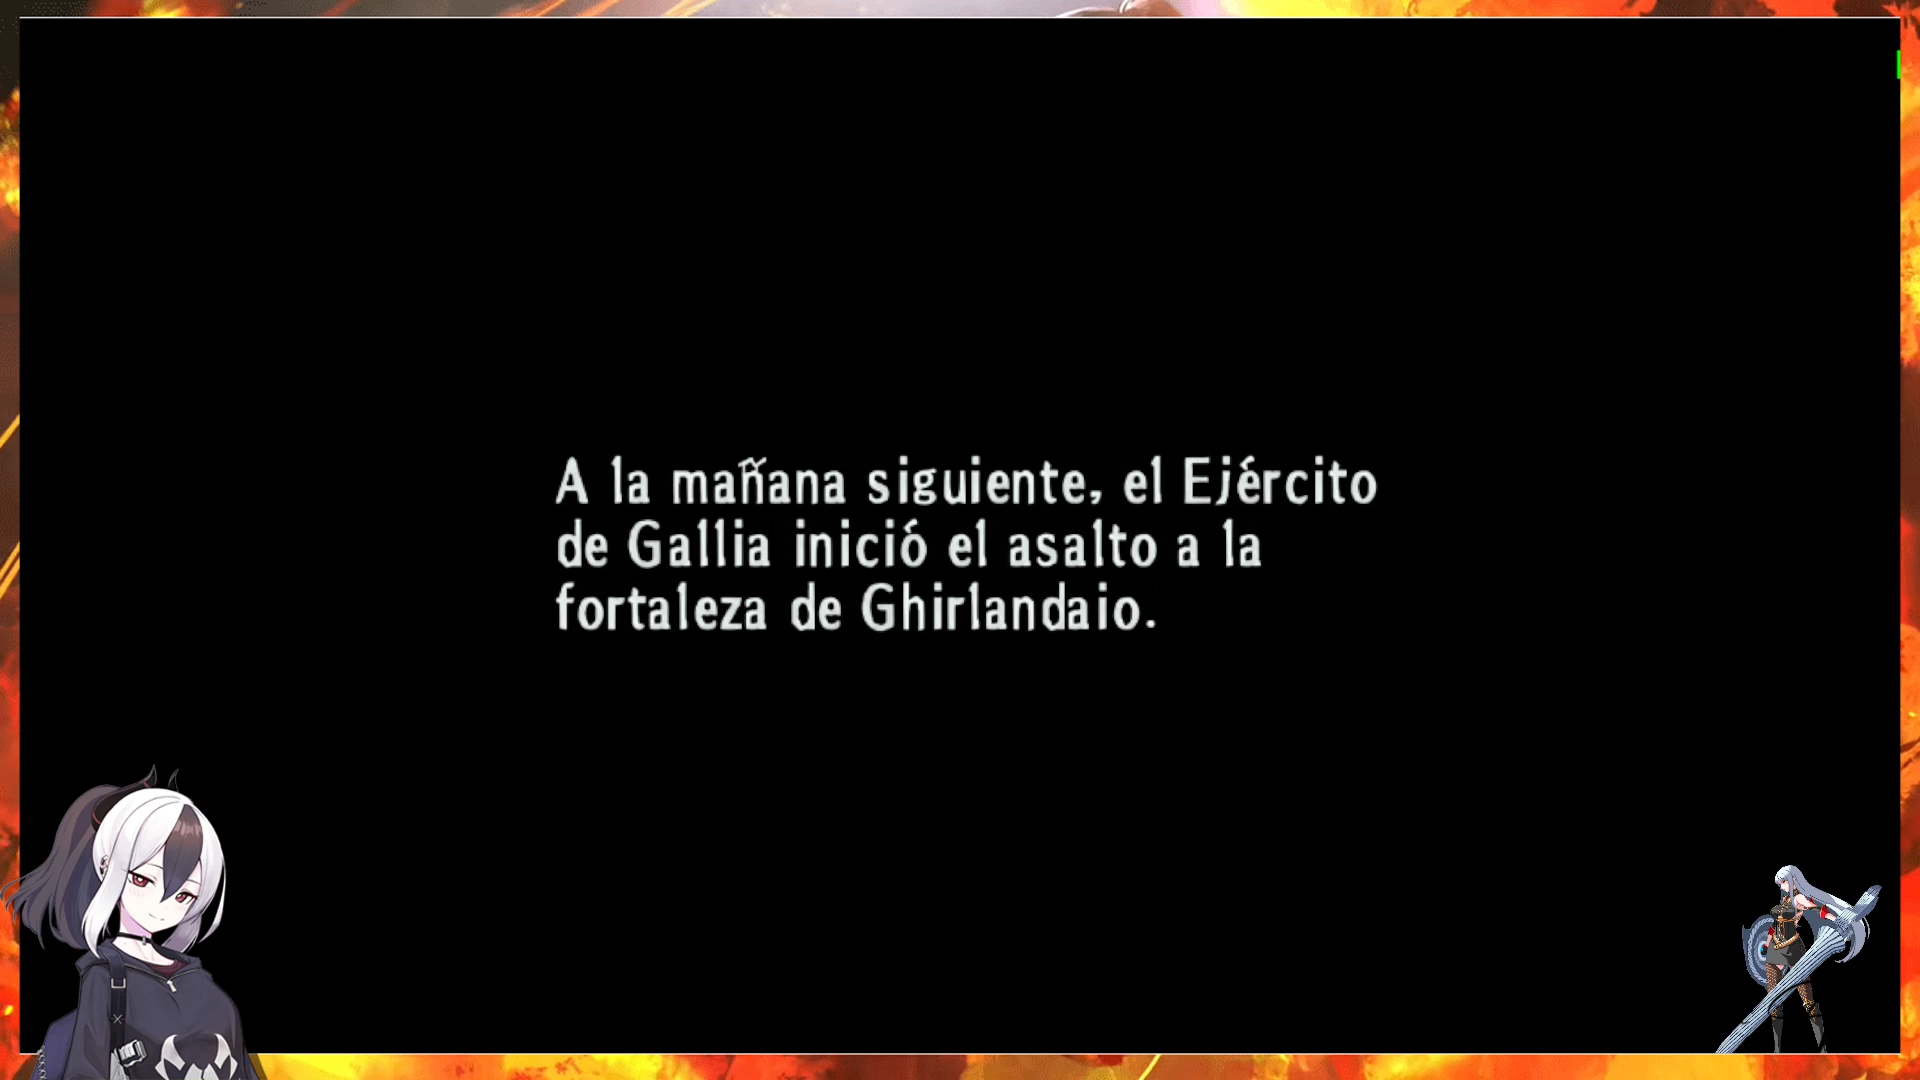 A la mañana siguiente, el Ejército
de Gallia inició el asalto a la
fortaleza de Ghirlandaio.